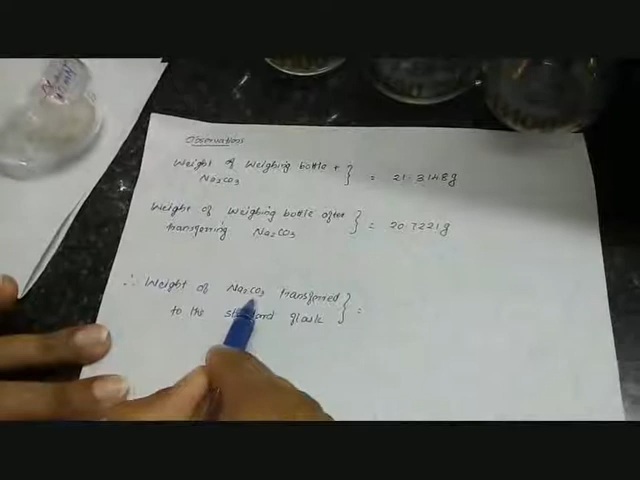 Observations
Weight of Weighing bottle +
Na2CO3 } = 21.3148g
Weight of Weighing bottle after
transferring Na2CO3 } = 20.7221g
∴ Weight of Na2CO3 transferred
to the standard flask } =